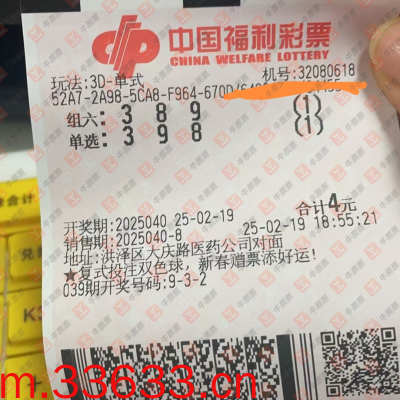 中国福利彩票
CHINA WELFARE LOTTERY
玩法:3D-单式 机号:32080618
52A7-2A98-5CA8-F964-670D/
组六: 3 8 9 (1)
单选: 3 9 8 (1)
合计4元
开奖期:2025040 25-02-19
销售期:2025040-8 25-02-19 18:55:21
地址:洪泽区大庆路医药公司对面
★复式投注双色球，新春赠票添好运！
039期开奖号码:9-3-2
m.33633.cn